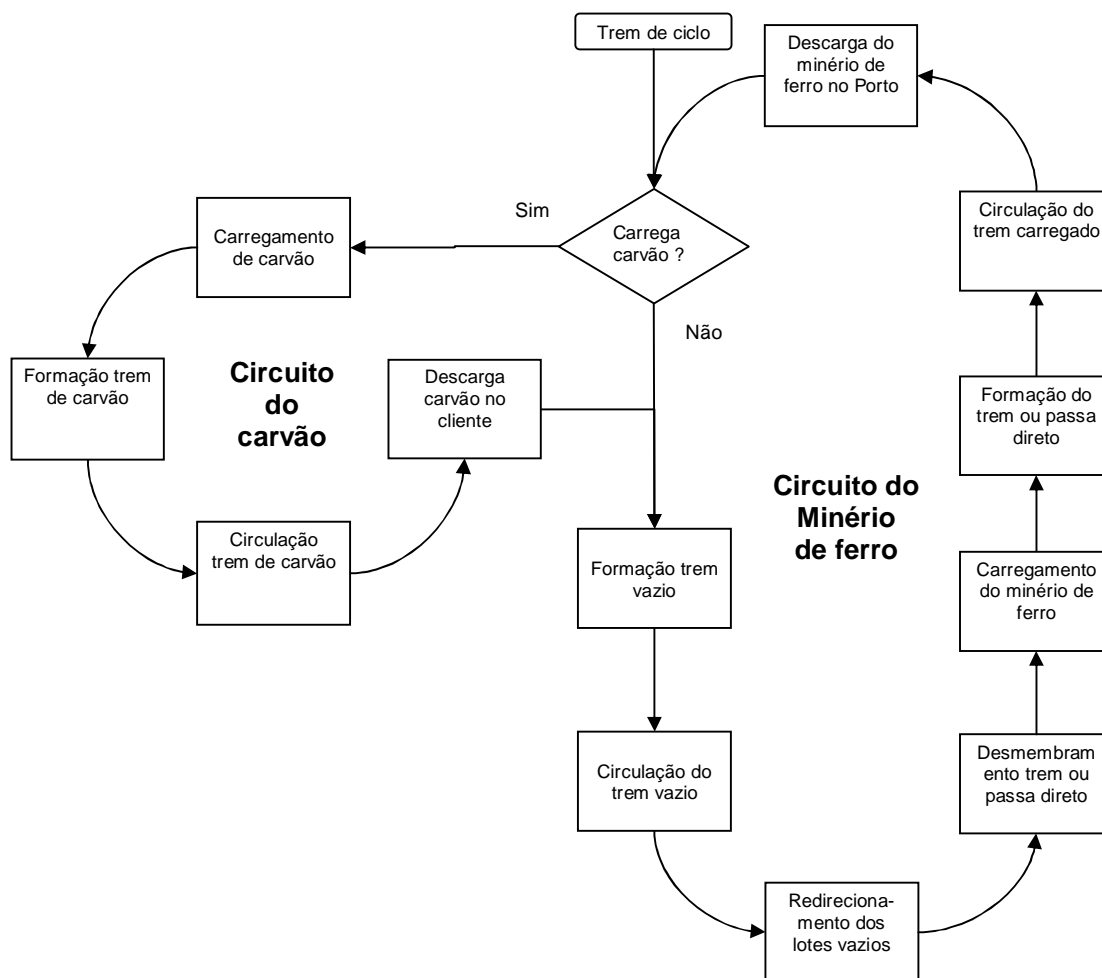 Trem de ciclo
Descarga do
minério de
ferro no Porto
Circulação do
trem carregado
Sim
Carrega
carvão ?
Carregamento
de carvão
Não
Formação trem
de carvão
Circuito
do
carvão
Descarga
carvão no
cliente
Formação do
trem ou passa
direto
Circuito do
Minério
de ferro
Circulação
trem de carvão
Formação trem
vazio
Carregamento
do minério de
ferro
Circulação do
trem vazio
Desmembram
ento trem ou
passa direto
Redireciona-
mento dos
lotes vazios